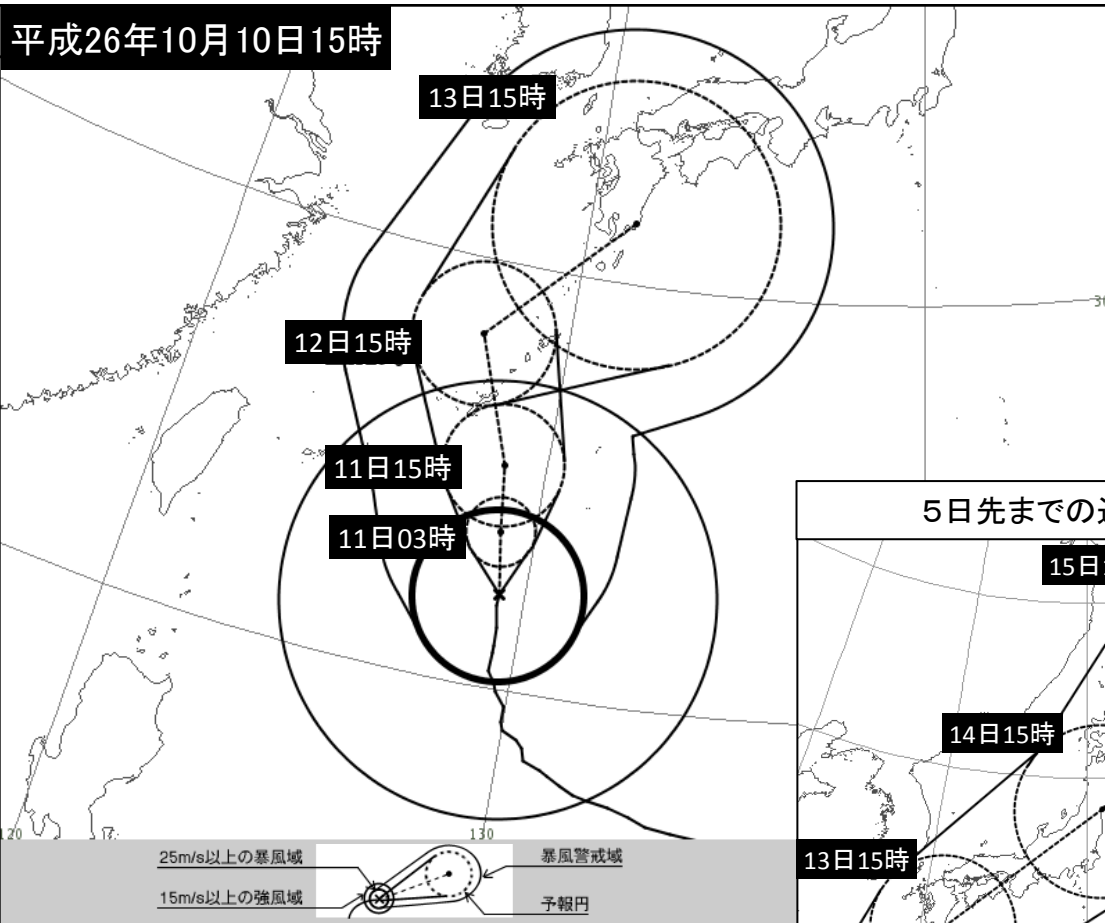 平成26年10月10日15時
13日15時
12日15時
11日15時
11日03時
30
120
130
5日先までの
15日
14日15時
13日15時
25m/s以上の暴風域
15m/s以上の強風域
暴風警戒域
予報円